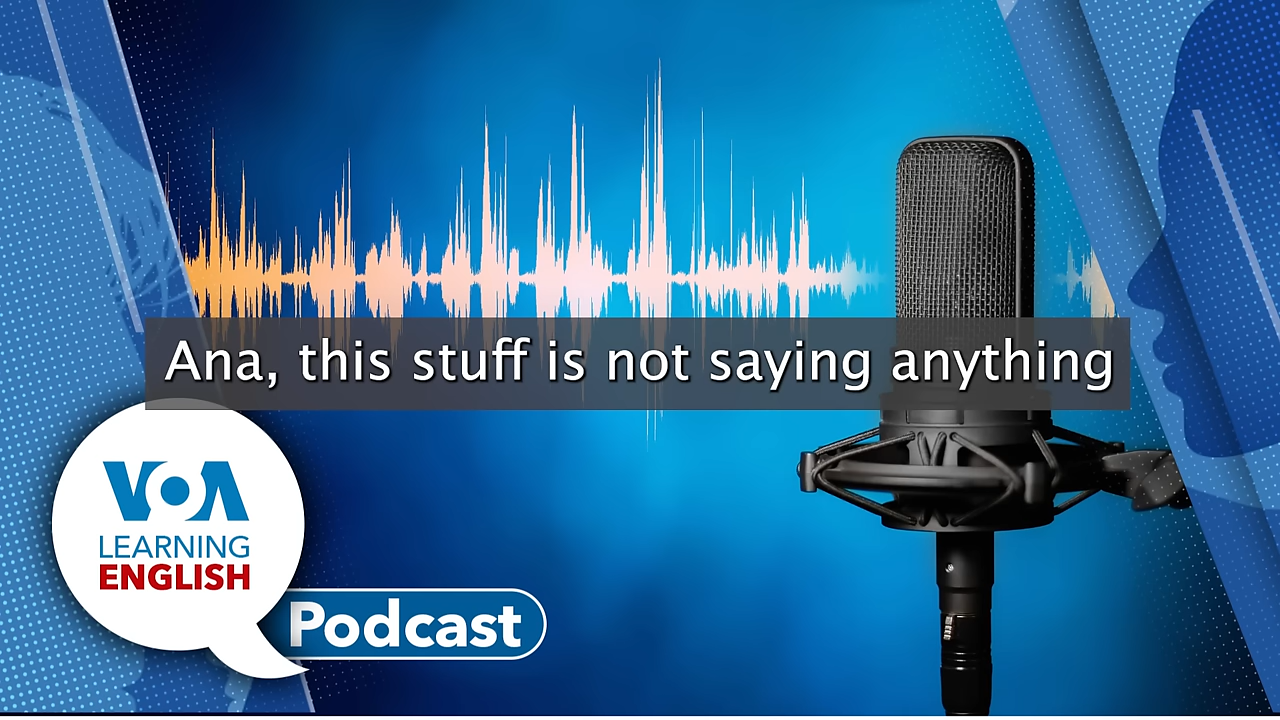 Ana, this stuff is not saying anything
VOA
LEARNING
ENGLISH
Podcast